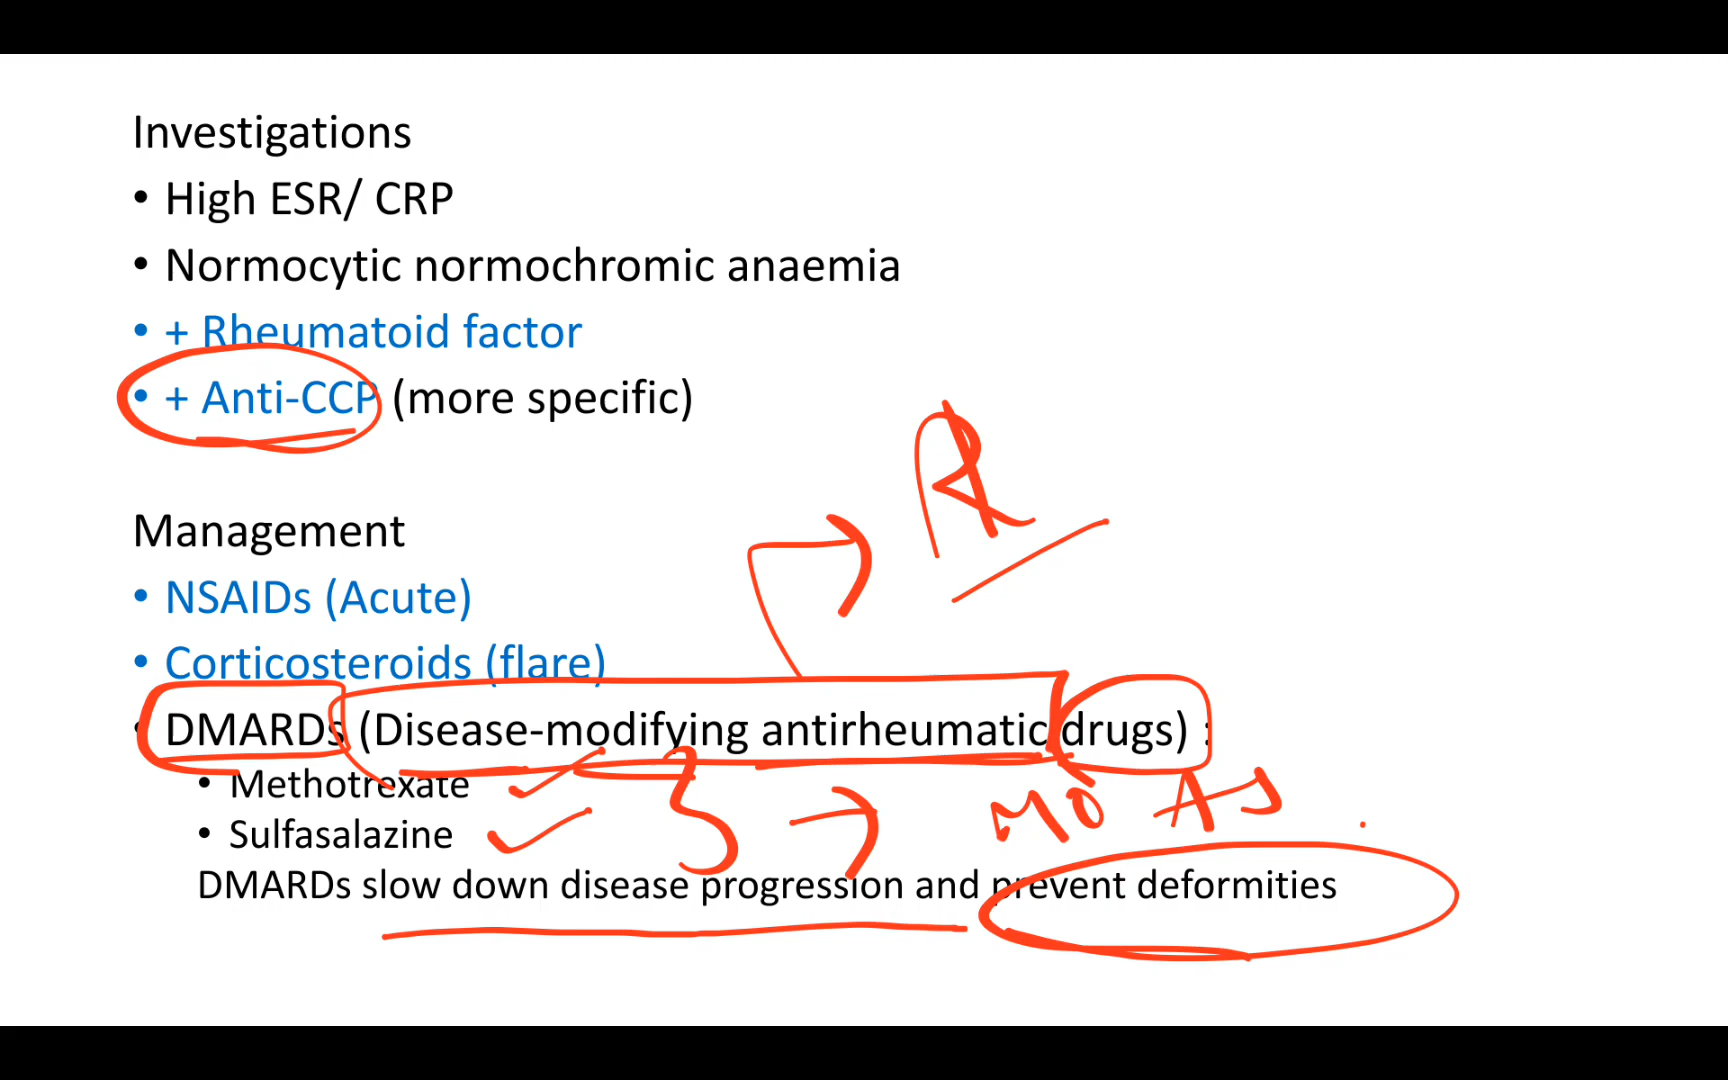 Investigations
• High ESR/ CRP
• Normocytic normochromic anaemia
• + Rheumatoid factor
• + Anti-CCP (more specific)
Management
• NSAIDs (Acute)
• Corticosteroids (flare)
• DMARDs (Disease-modifying antirheumatic drugs) :
• Methotrexate
• Sulfasalazine
DMARDs slow down disease progression and prevent deformities